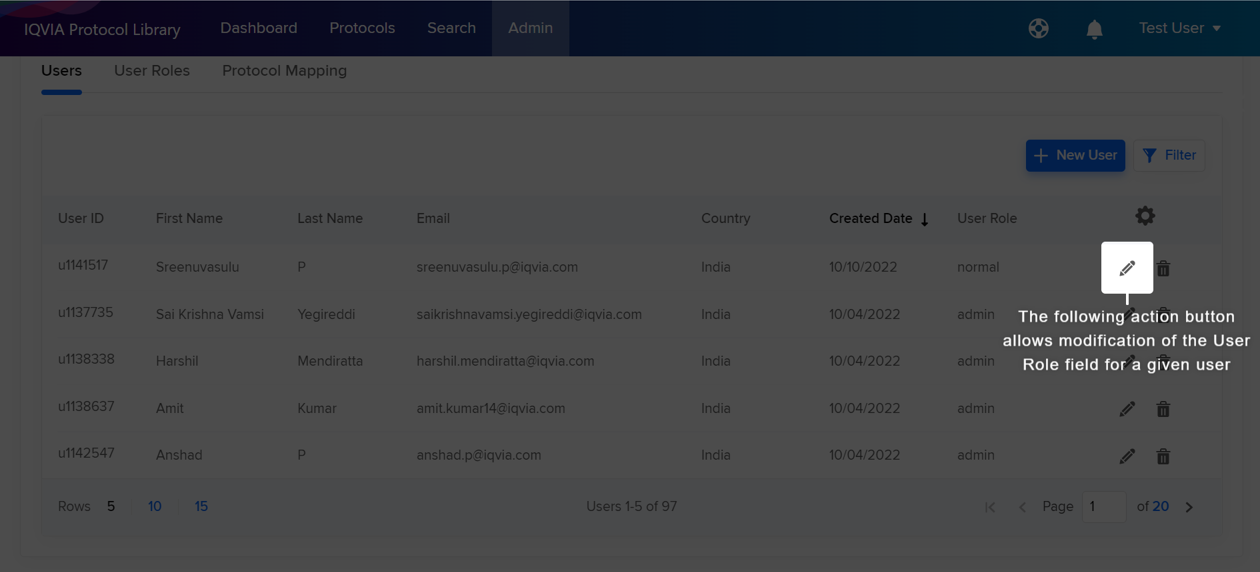 IQVIA Protocol Library Dashboard Protocols Search Admin Test User
Users User Roles Protocol Mapping
New User Filter
User ID First Name Last Name Email Country Created Date User Role
u1141517 Sreenuvasulu P sreenuvasulu.p@iqvia.com India 10/10/2022 normal
u1137735 Sai Krishna Vamsi Yegireddi saikrishnavamsi.yegireddi@iqvia.com India 10/04/2022 admin
u1138338 Harshil Mendiratta harshil.mendiratta@iqvia.com India 10/04/2022 admin
u1138637 Amit Kumar amit.kumar14@iqvia.com India 10/04/2022 admin
u1142547 Anshad P anshad.p@iqvia.com India 10/04/2022 admin
The following action button
allows modification of the User
Role field for a given user
Rows 5 10 15 Users 1-5 of 97 Page 1 of 20